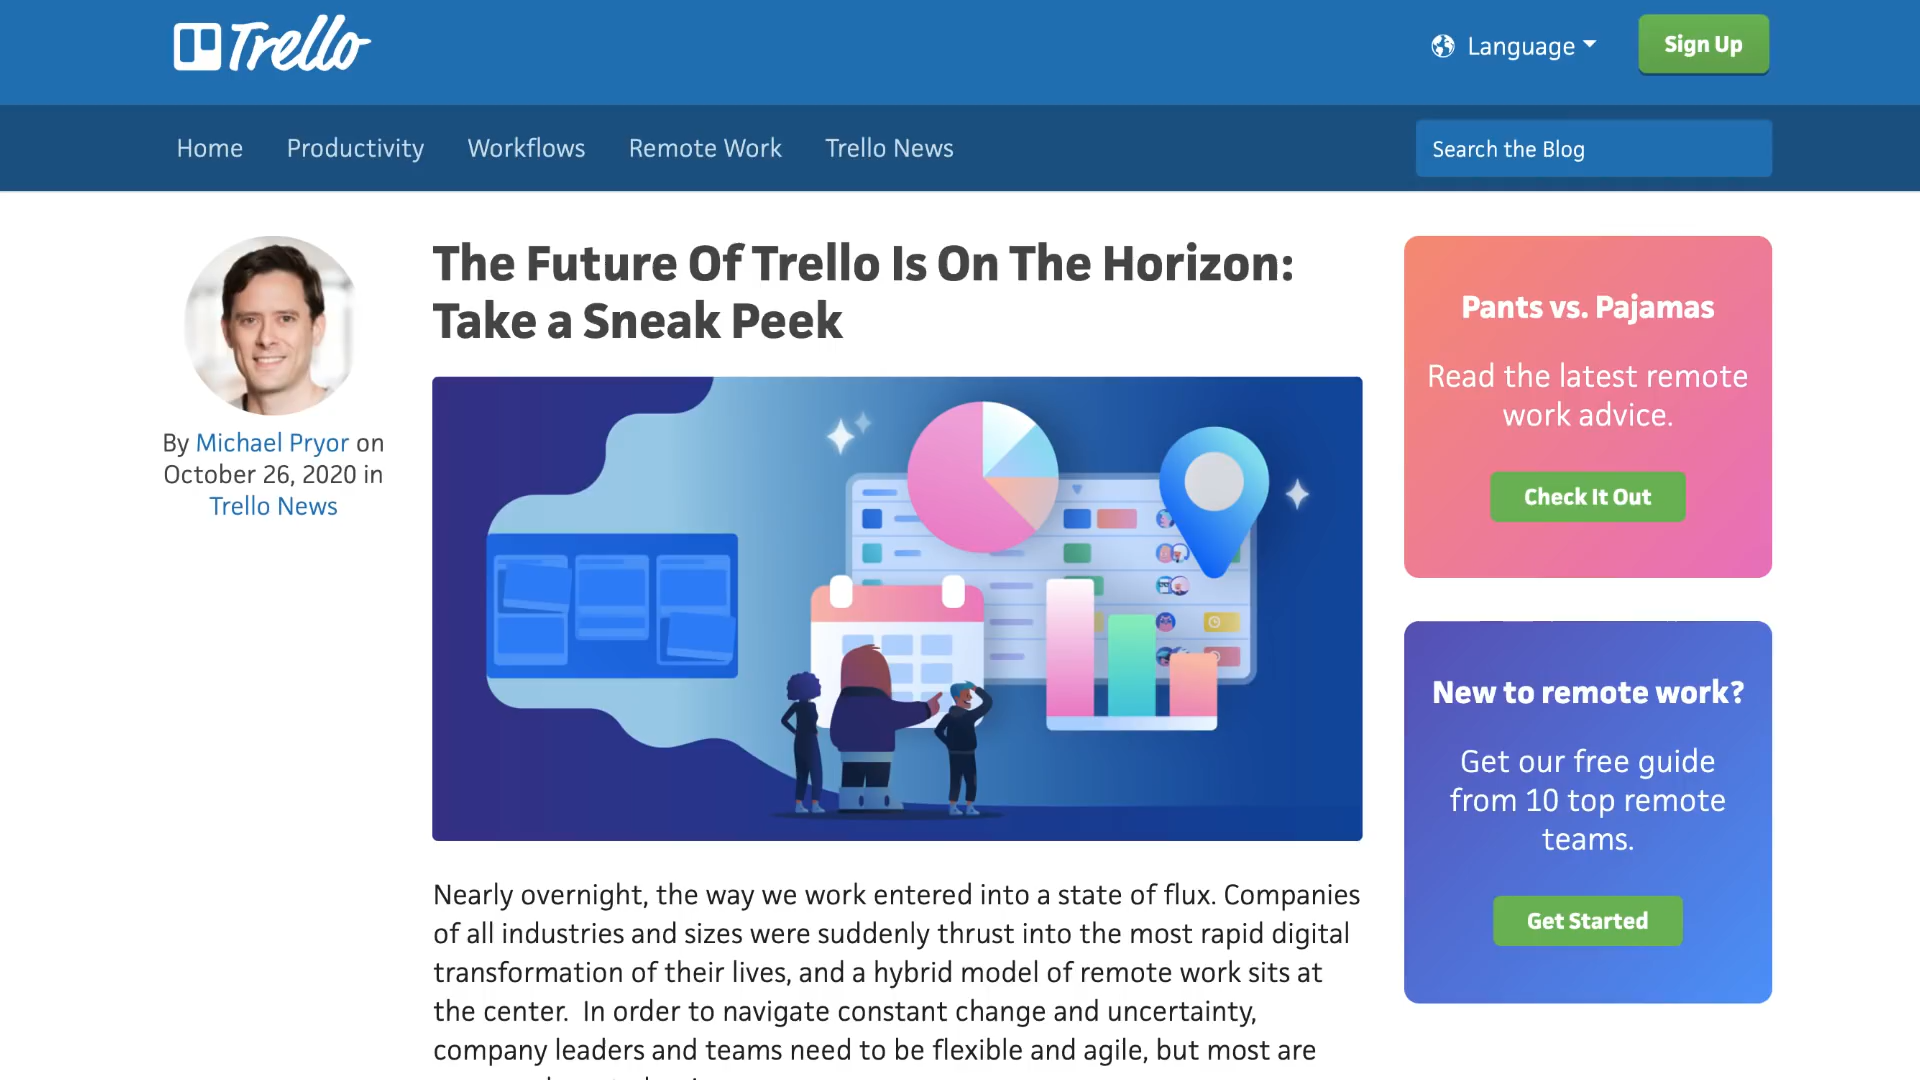 Trello
Language
Sign Up
Home
Productivity
Workflows
Remote Work
Trello News
Search the Blog
By Michael Pryor on
October 26, 2020 in
Trello News
The Future Of Trello Is On The Horizon:
Take a Sneak Peek
Nearly overnight, the way we work entered into a state of flux. Companies
of all industries and sizes were suddenly thrust into the most rapid digital
transformation of their lives, and a hybrid model of remote work sits at
the center.  In order to navigate constant change and uncertainty,
company leaders and teams need to be flexible and agile, but most are
Pants vs. Pajamas
Read the latest remote
work advice.
Check It Out
New to remote work?
Get our free guide
from 10 top remote
teams.
Get Started